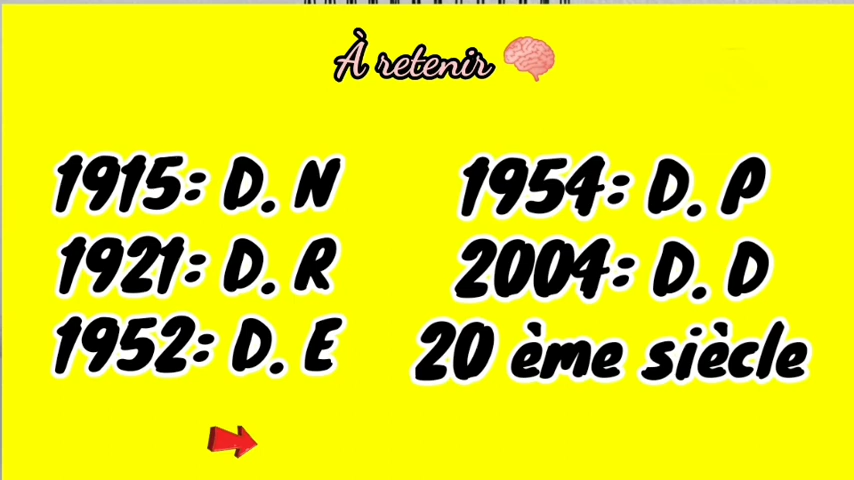 À retenir
1915: D. N
1921: D. R
1952: D. E
1954: D. P
2004: D. D
20 ème siècle